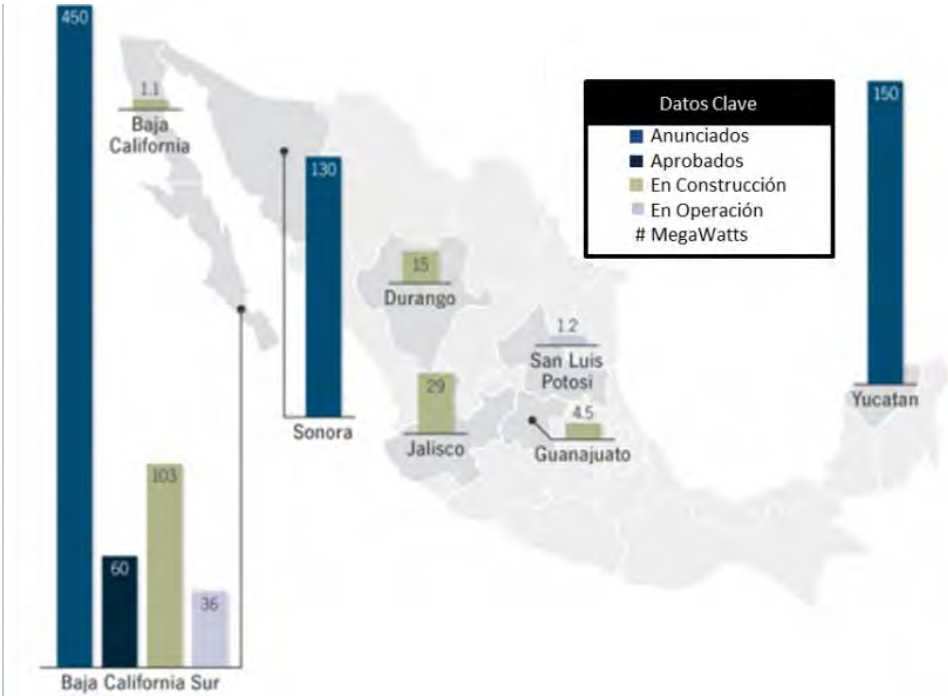 450
1.1
Baja
California
130
Sonora
15
Durango
29
Jalisco
1.2
San Luis
Potosi
4.5
Guanajuato
Datos Clave
Anunciados
Aprobados
En Construcción
En Operación
# MegaWatts
150
Yucatan
60
103
36
Baja California Sur